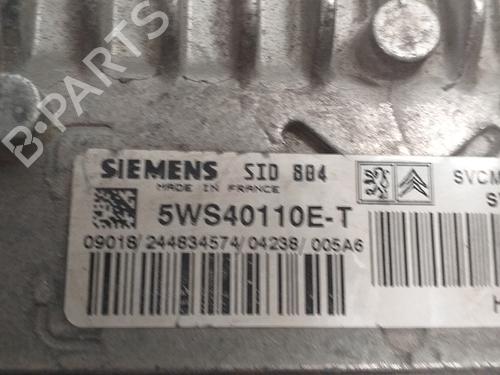 B-PARTS
SIEMENS SID 804
MADE IN FRANCE
SVCM
5WS40110E-T
09018/244834574/04238/005A6